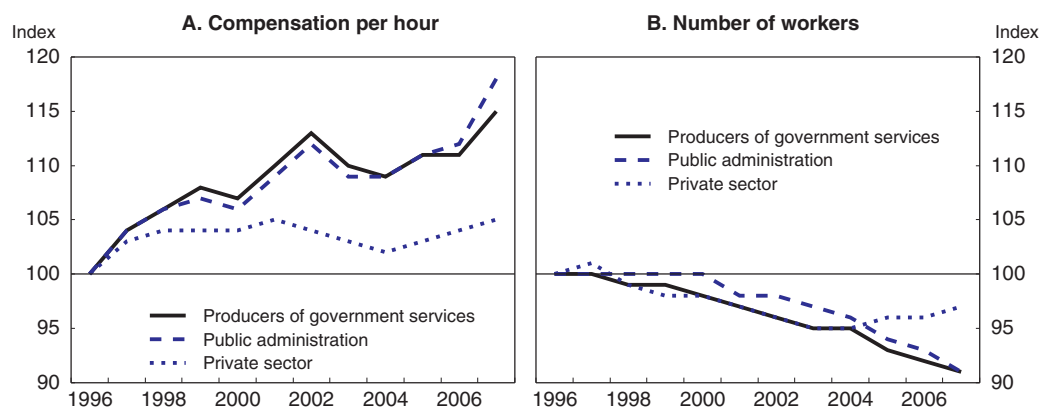 A. Compensation per hour
Index
120
115
110
105
100
95
90
Producers of government services
Public administration
Private sector
1996 1998 2000 2002 2004 2006
B. Number of workers
Index
120
115
110
105
100
95
90
Producers of government services
Public administration
Private sector
1996 1998 2000 2002 2004 2006